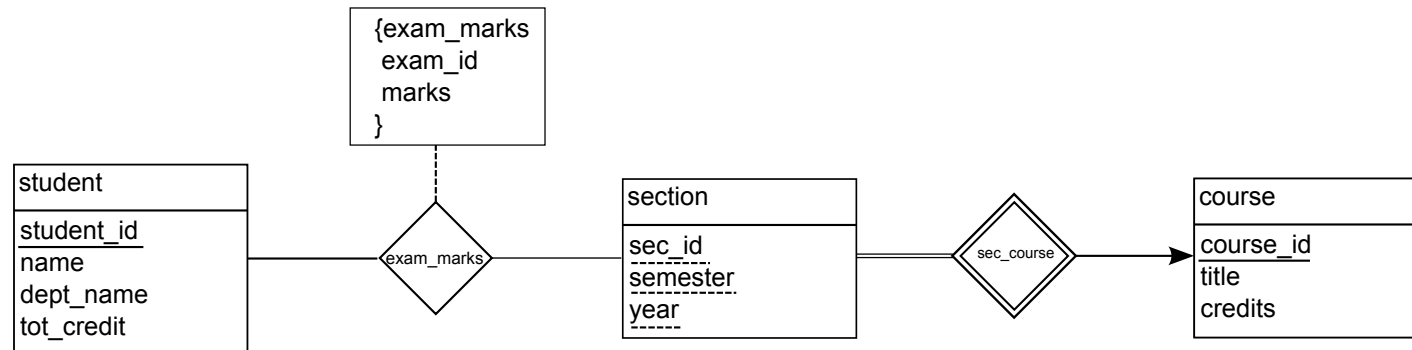 {exam_marks
exam_id
marks
}
student
student_id
name
dept_name
tot_credit
exam_marks
section
sec_id
semester
year
sec_course
course
course_id
title
credits